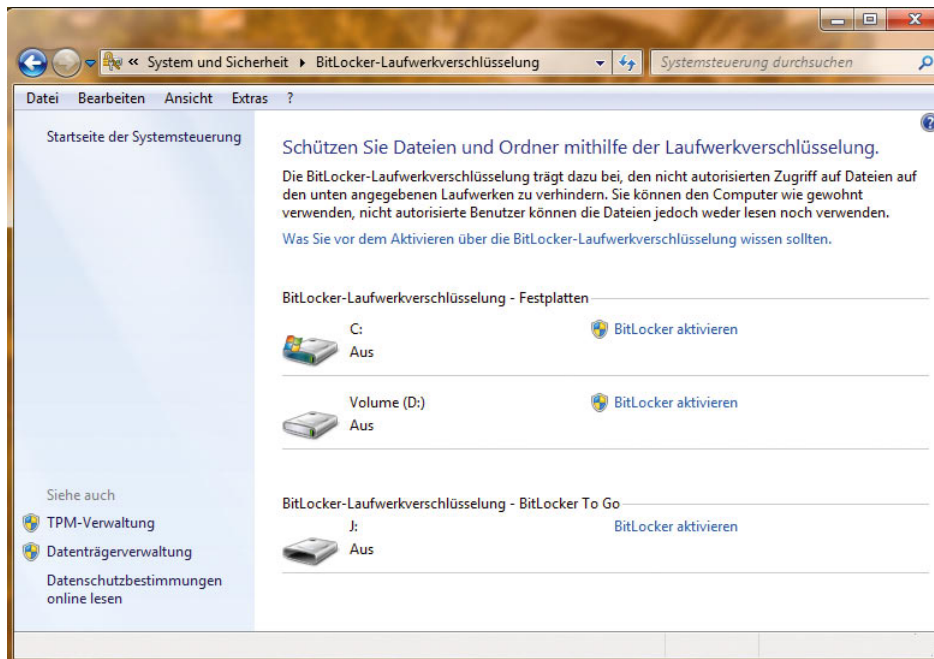 « System und Sicherheit ▸ BitLocker-Laufwerkverschlüsselung
Systemsteuerung durchsuchen
Datei Bearbeiten Ansicht Extras ?
Startseite der Systemsteuerung
Schützen Sie Dateien und Ordner mithilfe der Laufwerkverschlüsselung.
Die BitLocker-Laufwerkverschlüsselung trägt dazu bei, den nicht autorisierten Zugriff auf Dateien auf
den unten angegebenen Laufwerken zu verhindern. Sie können den Computer wie gewohnt
verwenden, nicht autorisierte Benutzer können die Dateien jedoch weder lesen noch verwenden.
Was Sie vor dem Aktivieren über die BitLocker-Laufwerkverschlüsselung wissen sollten.
BitLocker-Laufwerkverschlüsselung - Festplatten
C: BitLocker aktivieren
Aus
Volume (D:) BitLocker aktivieren
Aus
BitLocker-Laufwerkverschlüsselung - BitLocker To Go
J: BitLocker aktivieren
Aus
Siehe auch
TPM-Verwaltung
Datenträgerverwaltung
Datenschutzbestimmungen
online lesen